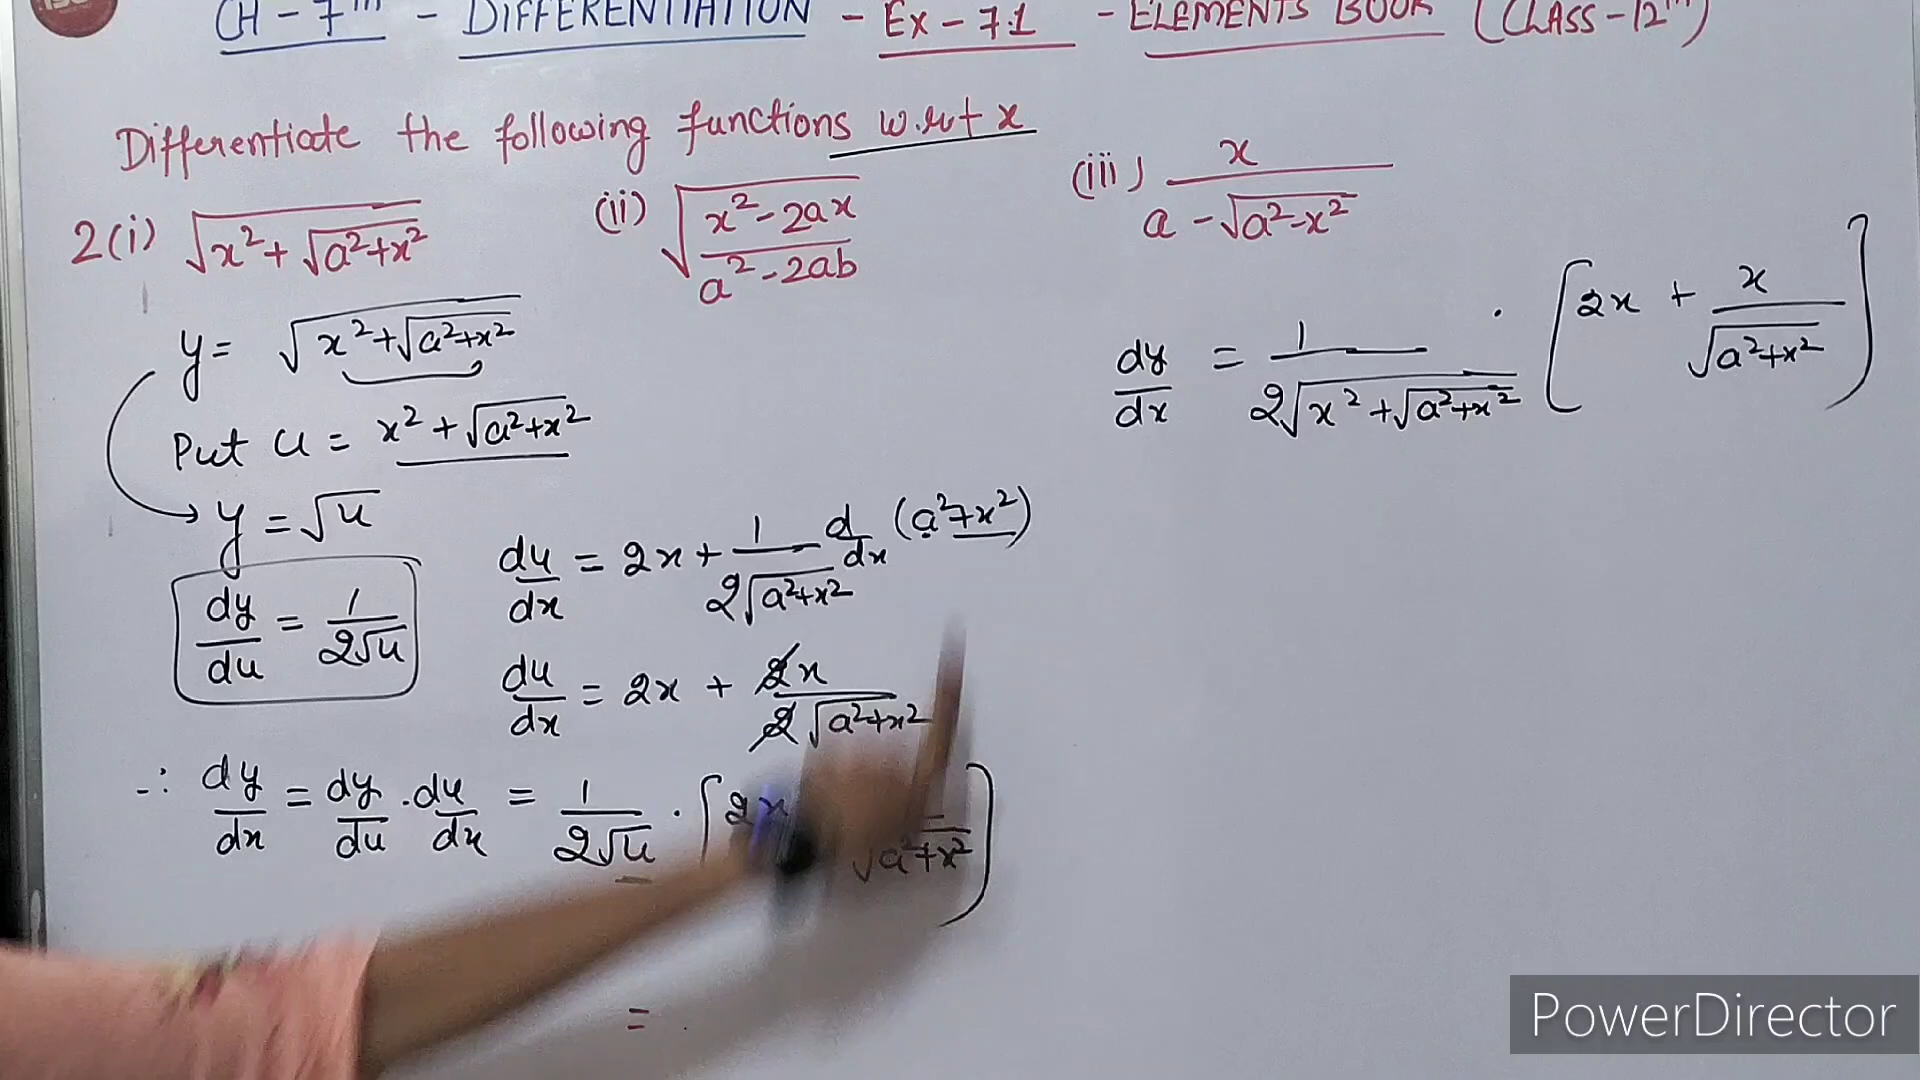 CH - 7th - DIFFERENTIATION - Ex - 7.1 - ELEMENTS BOOK (CLASS-12th)
Differentiate the following functions w.r.t x
2(i) √(x² + √(a²+x²)) (ii) √((x²-2ax)/(a²-2ab)) (iii) x/(a - √(a²-x²))
y = √(x²+√(a²+x²))
Put u = x² + √(a²+x²)
y = √u
dy/du = 1/(2√u)
du/dx = 2x + 1/(2√(a²+x²)) d/dx (a²+x²)
du/dx = 2x + 2x/(2√(a²+x²))
∴ dy/dx = dy/du · du/dx = 1/(2√u) · [2x √(a²+x²)]
=
dy/dx = 1/(2√(x²+√(a²+x²))) · [2x + x/√(a²+x²)]
PowerDirector